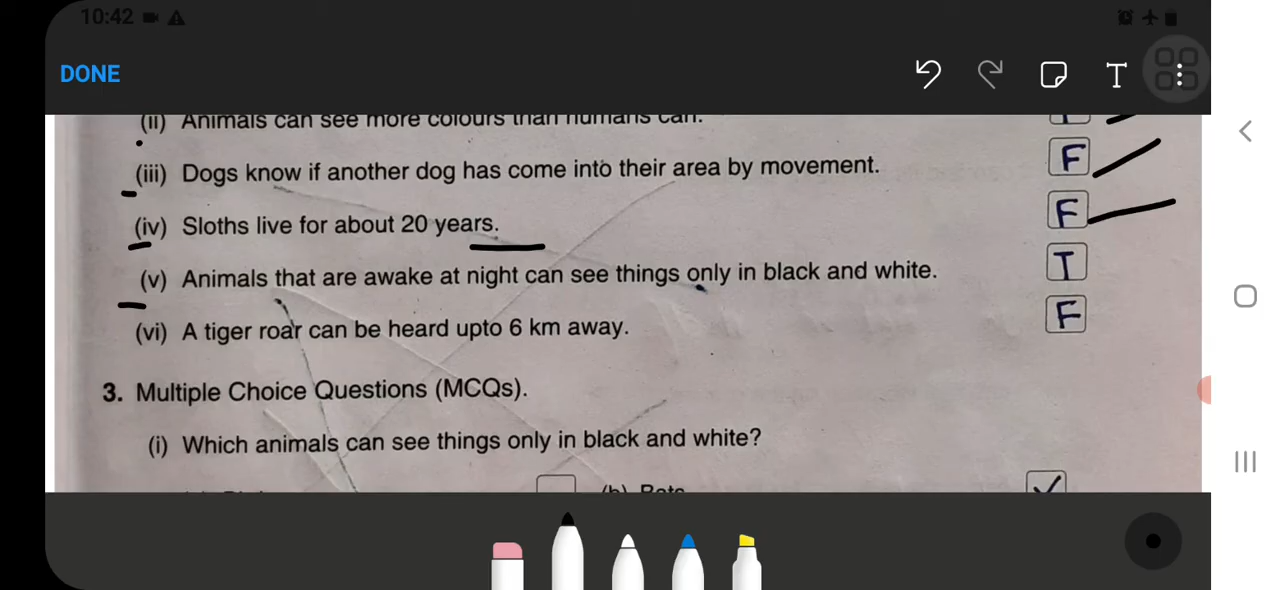 10:42
DONE
T
(ii) Animals can see more colours than humans can.
(iii) Dogs know if another dog has come into their area by movement. F
(iv) Sloths live for about 20 years. F
(v) Animals that are awake at night can see things only in black and white. T
(vi) A tiger roar can be heard upto 6 km away. F
3. Multiple Choice Questions (MCQs).
(i) Which animals can see things only in black and white?
(b) Rats